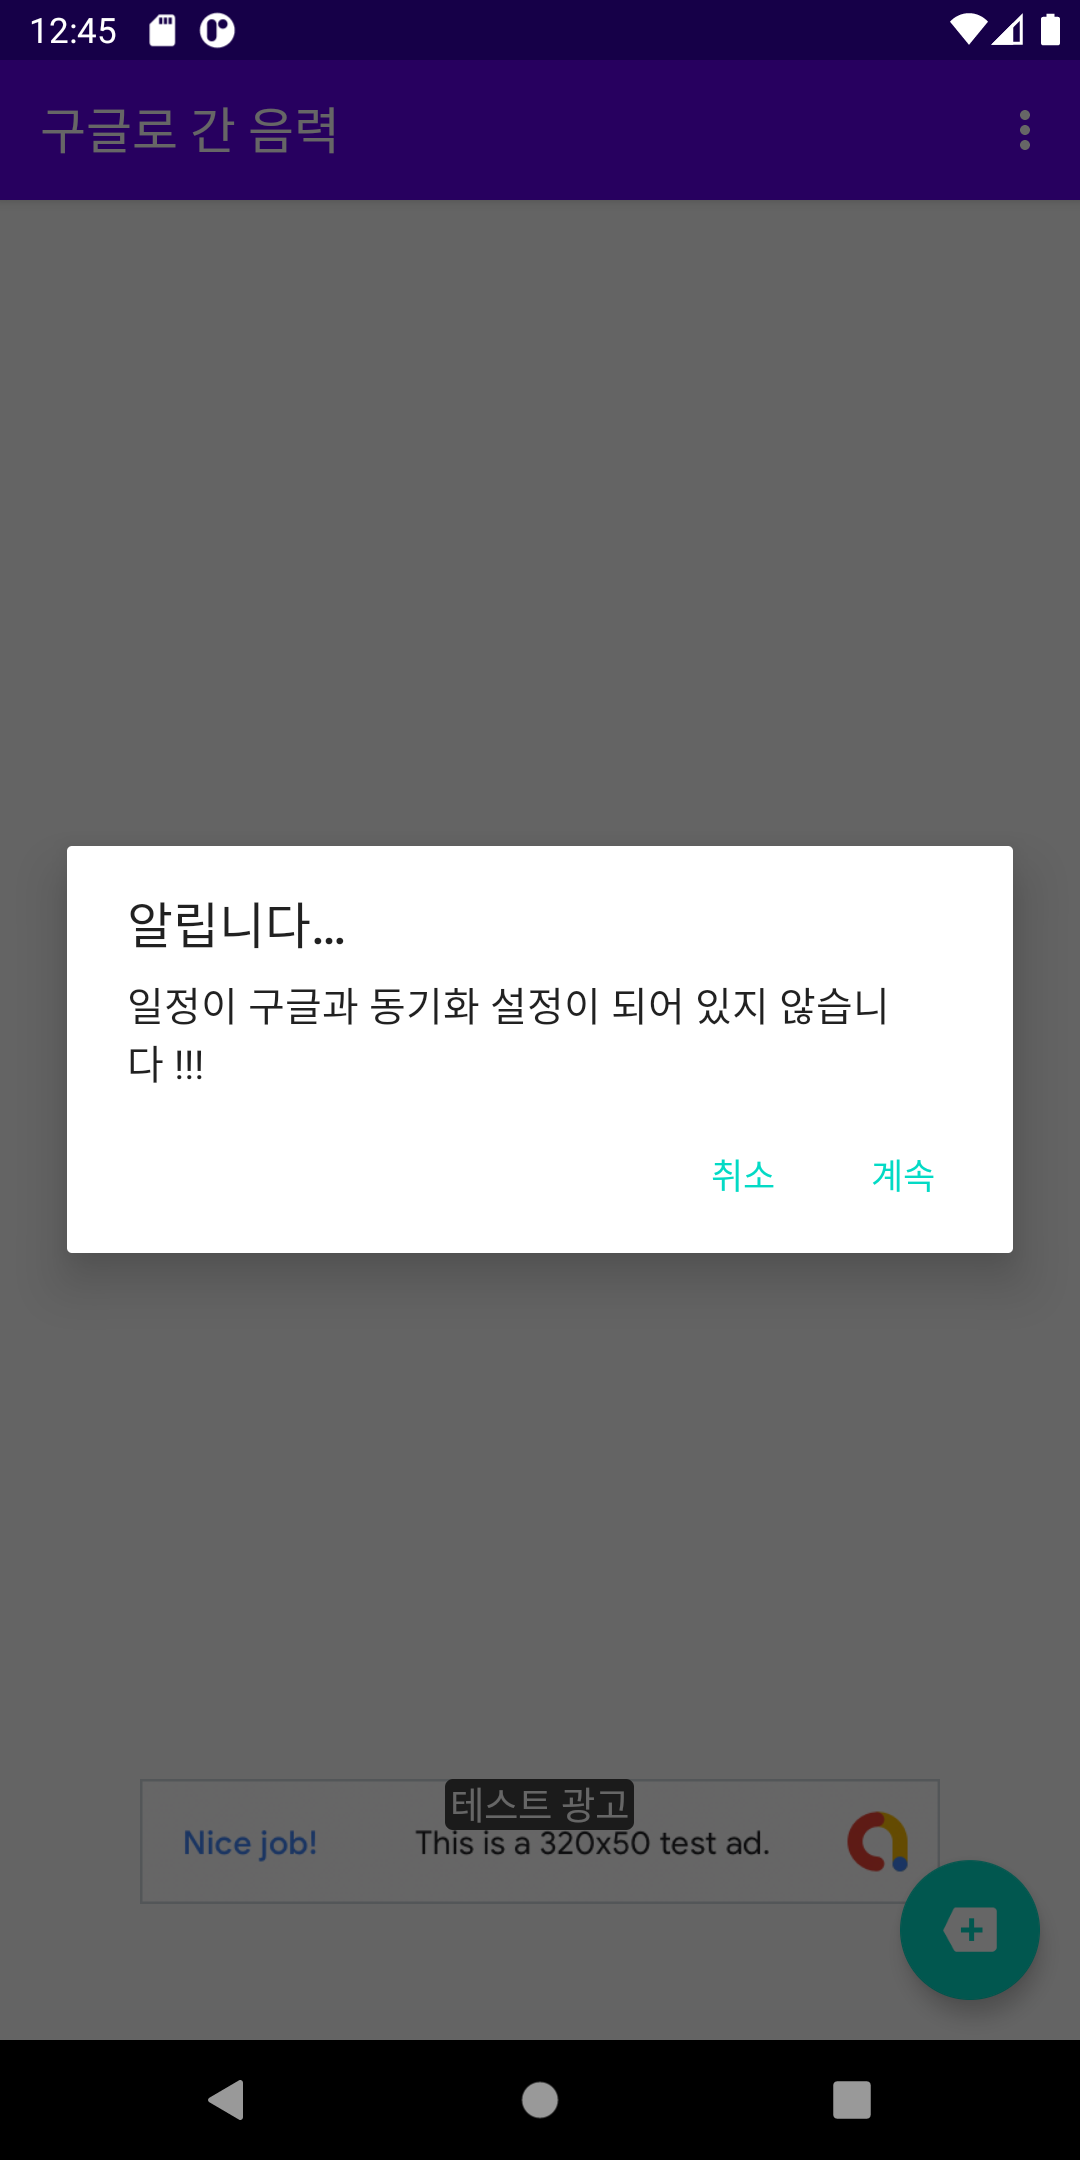 12:45
구글로 간 음력
알립니다...
일정이 구글과 동기화 설정이 되어 있지 않습니
다 !!!
취소 계속
테스트 광고
Nice job! This is a 320x50 test ad.